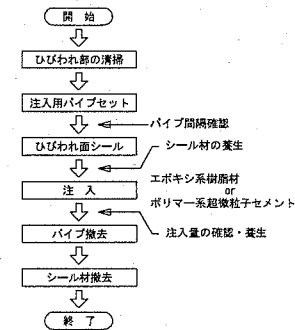 開 始
ひびわれ部の清掃
注入用パイプセット
パイプ間隔確認
ひびわれ面シール
シール材の養生
注 入
エポキシ系樹脂材
or
ポリマー系超微粒子セメント
注入量の確認・養生
パイプ撤去
シール材撤去
終 了